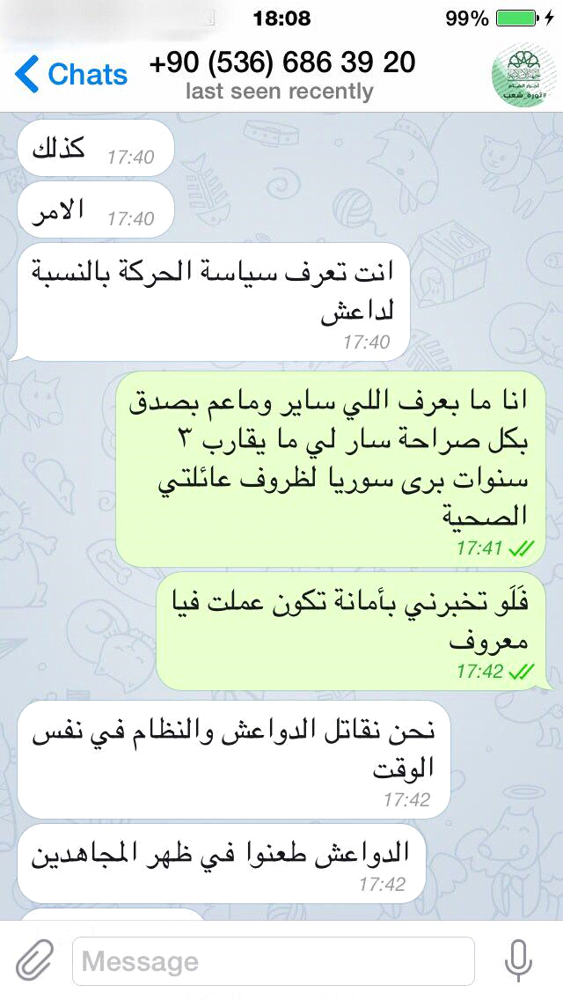 18:08
99%
Chats
+90 (536) 686 39 20
last seen recently
#ثورة_شعب
كذلك
17:40
الامر
17:40
انت تعرف سياسة الحركة بالنسبة
لداعش
17:40
انا ما بعرف اللي ساير وماعم بصدق
بكل صراحة سار لي ما يقارب ٣
سنوات برى سوريا لظروف عائلتي
الصحية
17:41
فَلَو تخبرني بأمانة تكون عملت فيا
معروف
17:42
نحن نقاتل الدواعش والنظام في نفس
الوقت
17:42
الدواعش طعنوا في ظهر المجاهدين
17:42
Message